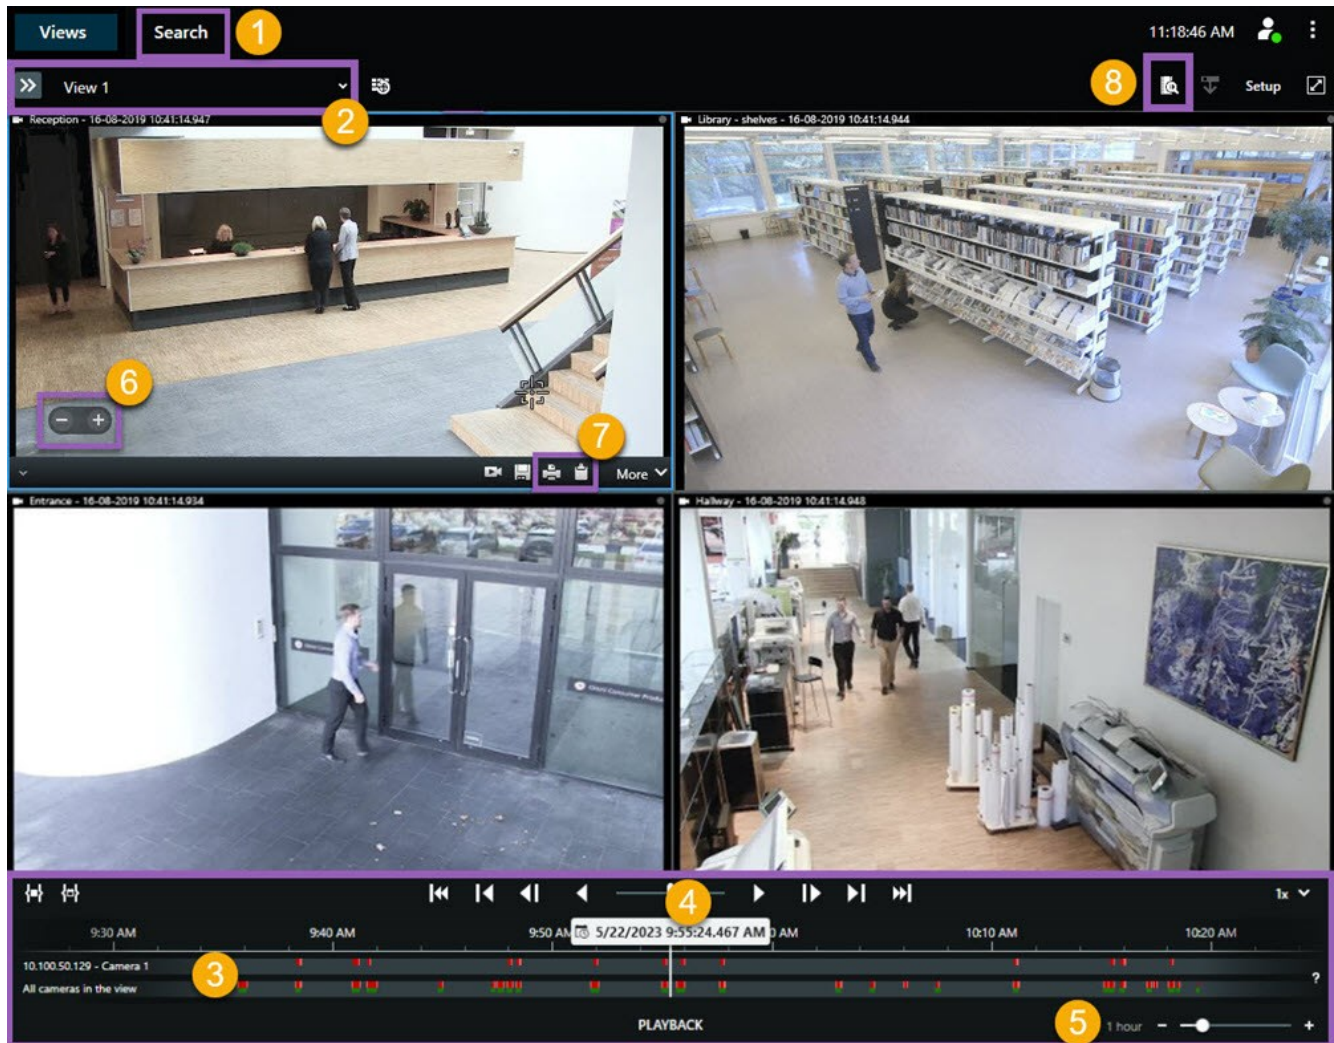 Views
Search
1
11:18:46 AM
View 1
2
8
Setup
Reception - 16-08-2019 10:41:14.947
Library - shelves - 16-08-2019 10:41:14.944
6
7
More
Entrance - 16-08-2019 10:41:14.934
Hallway - 16-08-2019 10:41:14.948
4
1x
9:30 AM
9:40 AM
9:50 AM
5/22/2023 9:55:24.467 AM
AM
10:10 AM
10:20 AM
10.100.50.129 - Camera 1
3
All cameras in the view
?
PLAYBACK
5
1 hour